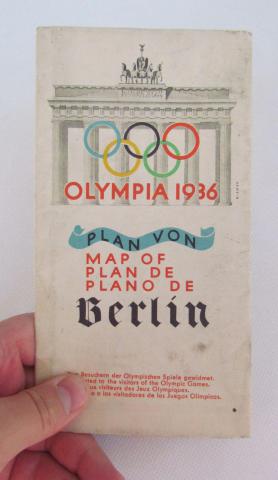 OLYMPIA 1936
PLAN VON
MAP OF
PLAN DE
PLANO DE
Berlin
Besuchern der Olympischen Spiele gewidmet.
to the visitors of the Olympic Games.
visiteurs des Jeux Olympiques.
a los visitadores de los Juegos Olímpicos.